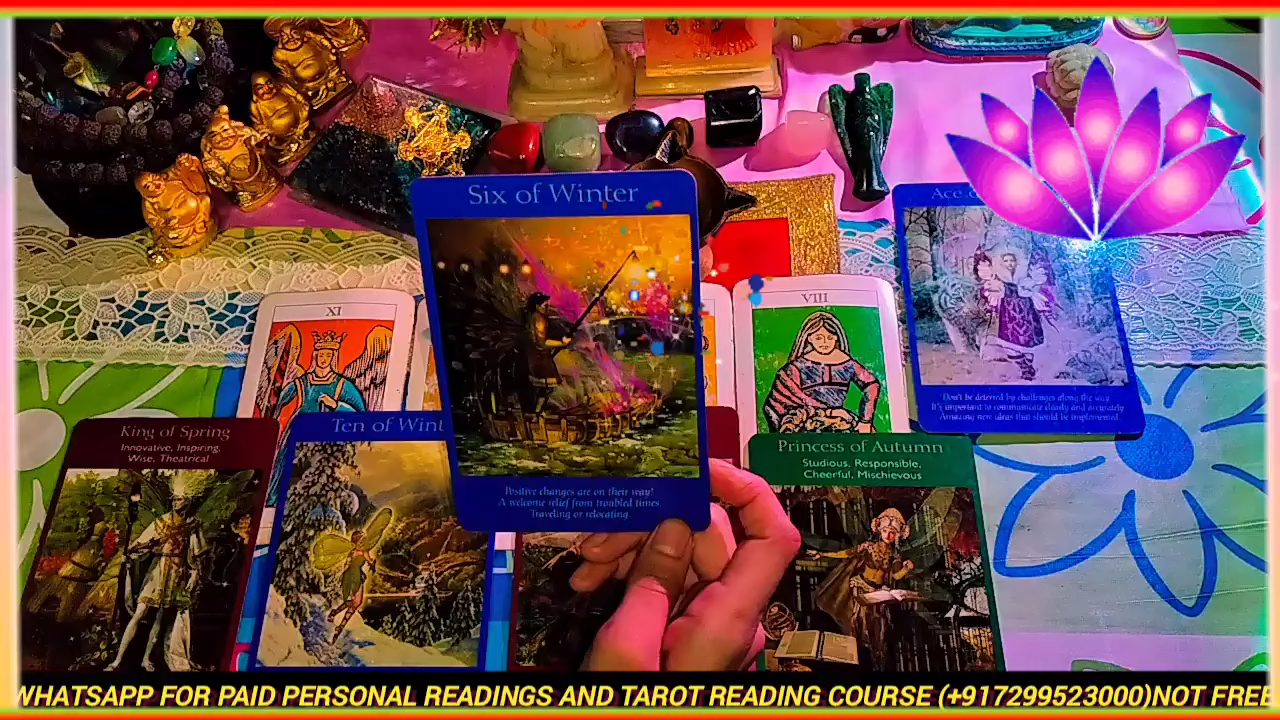 Six of Winter
Positive changes are on their way!
A welcome relief from troubled times
Traveling or relocating.
Ace
Don't be deterred by challenges along the way
It's important to communicate clearly and accurately
Amazing new ideas that should be implemented.
XI
VIII
King of Spring
Innovative, Inspiring,
Wise, Theatrical
Ten of Wint
Princess of Autumn
Studious, Responsible,
Cheerful, Mischievous
WHATSAPP FOR PAID PERSONAL READINGS AND TAROT READING COURSE (+917299523000)NOT FREE